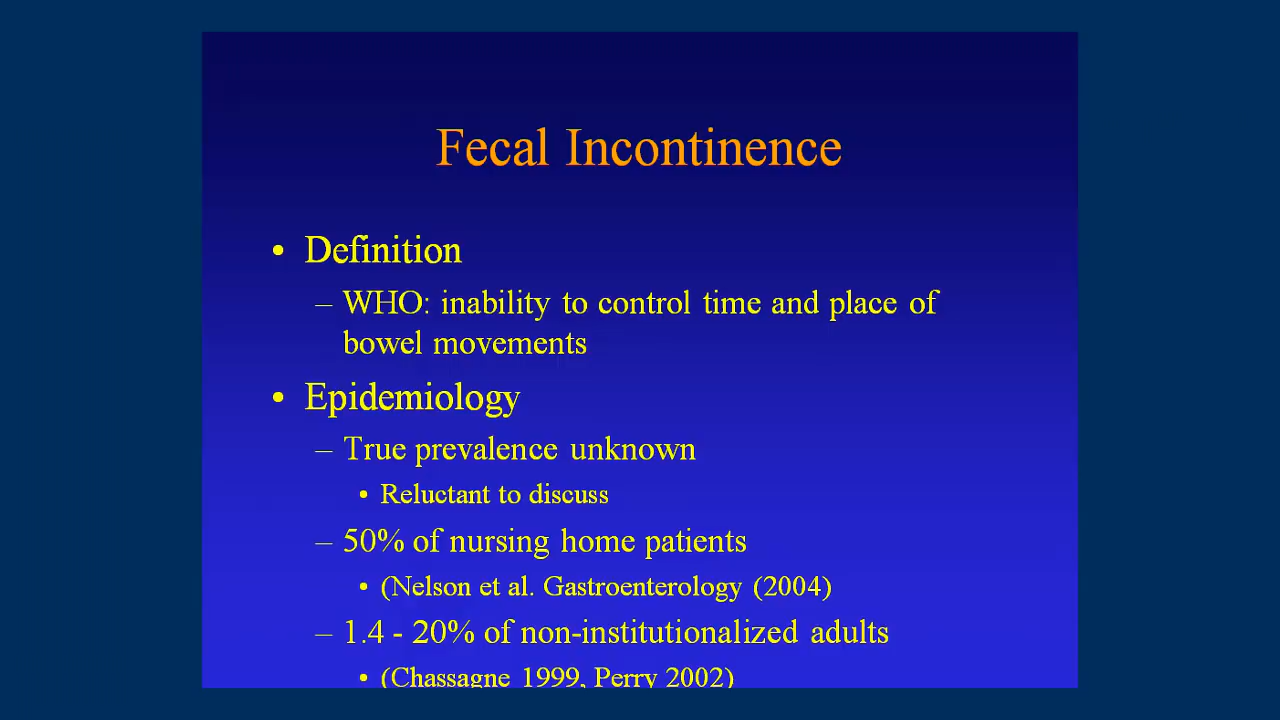 Fecal Incontinence
• Definition
– WHO: inability to control time and place of
bowel movements
• Epidemiology
– True prevalence unknown
• Reluctant to discuss
– 50% of nursing home patients
• (Nelson et al. Gastroenterology (2004)
– 1.4 - 20% of non-institutionalized adults
• (Chassagne 1999, Perry 2002)